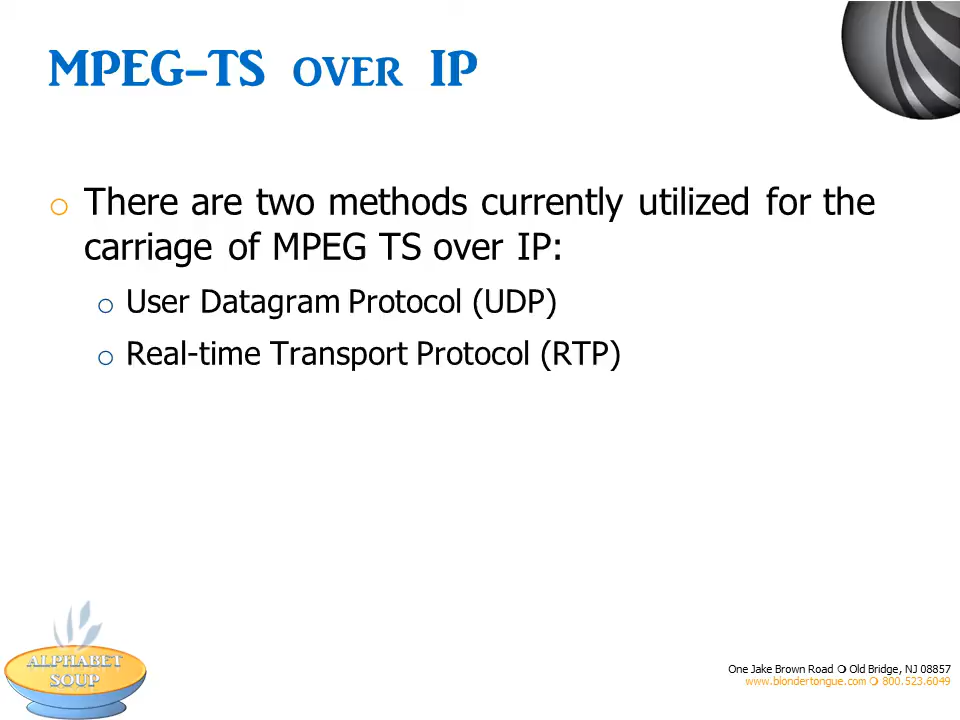 MPEG-TS OVER IP
There are two methods currently utilized for the
carriage of MPEG TS over IP:
User Datagram Protocol (UDP)
Real-time Transport Protocol (RTP)
ALPHABET
SOUP
One Jake Brown Road ❍ Old Bridge, NJ 08857
www.blondertongue.com ❍ 800.523.6049